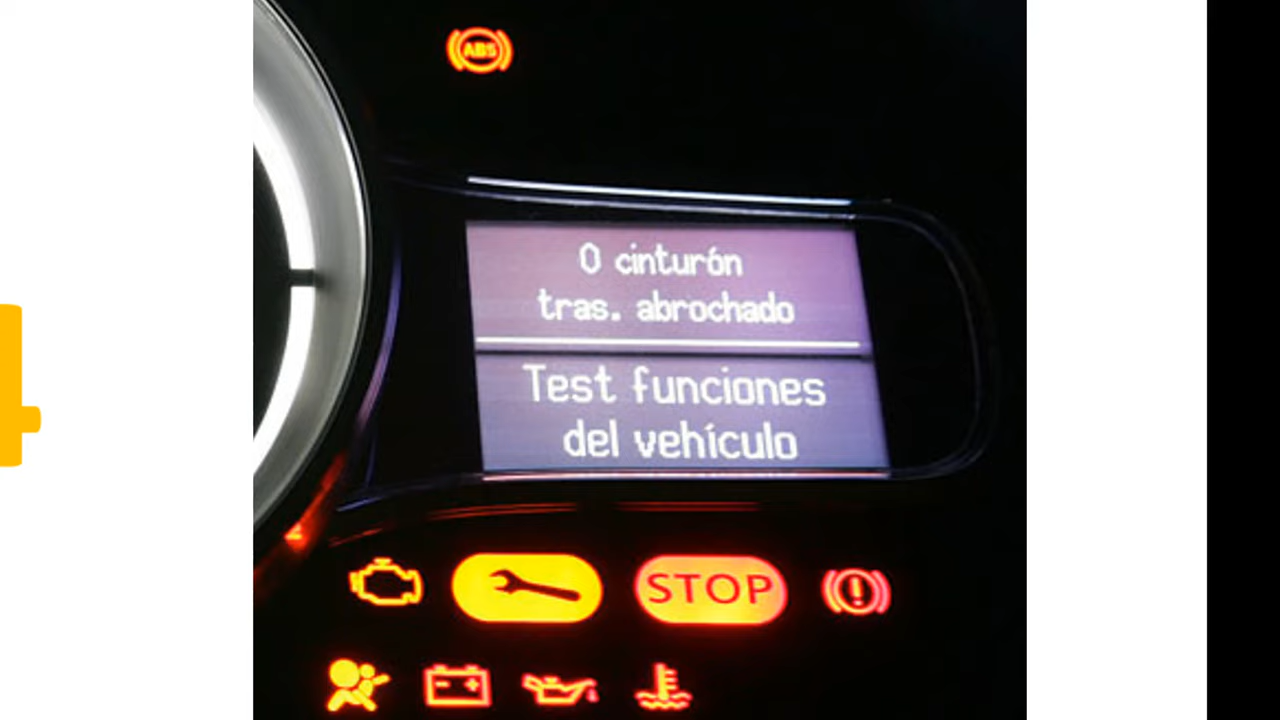 ABS
0 cinturón
tras. abrochado
Test funciones
del vehículo
STOP